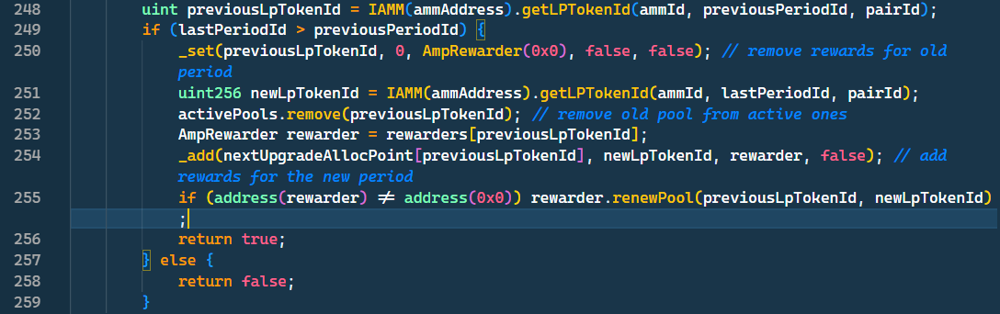 248 uint previousLpTokenId = IAMM(ammAddress).getLPTokenId(ammId, previousPeriodId, pairId);
249 if (lastPeriodId > previousPeriodId) {
250 _set(previousLpTokenId, 0, AmpRewarder(0x0), false, false); // remove rewards for old
period
251 uint256 newLpTokenId = IAMM(ammAddress).getLPTokenId(ammId, lastPeriodId, pairId);
252 activePools.remove(previousLpTokenId); // remove old pool from active ones
253 AmpRewarder rewarder = rewarders[previousLpTokenId];
254 _add(nextUpgradeAllocPoint[previousLpTokenId], newLpTokenId, rewarder, false); // add
rewards for the new period
255 if (address(rewarder) ≠ address(0x0)) rewarder.renewPool(previousLpTokenId, newLpTokenId)
;
256 return true;
257 } else {
258 return false;
259 }